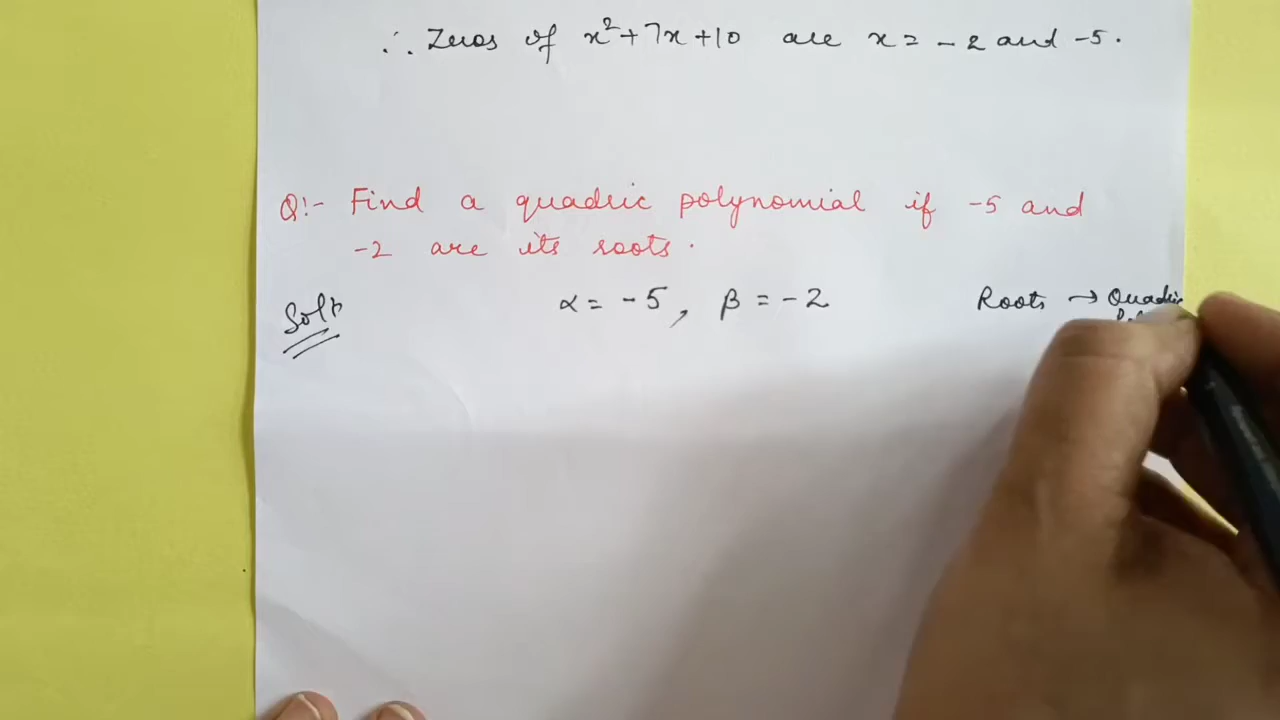 ∴ Zeros of x²+7x+10 are x = -2 and -5.
Q:- Find a quadric polynomial if -5 and
-2 are its roots.
Solⁿ α = -5, β = -2 Roots → Quadric